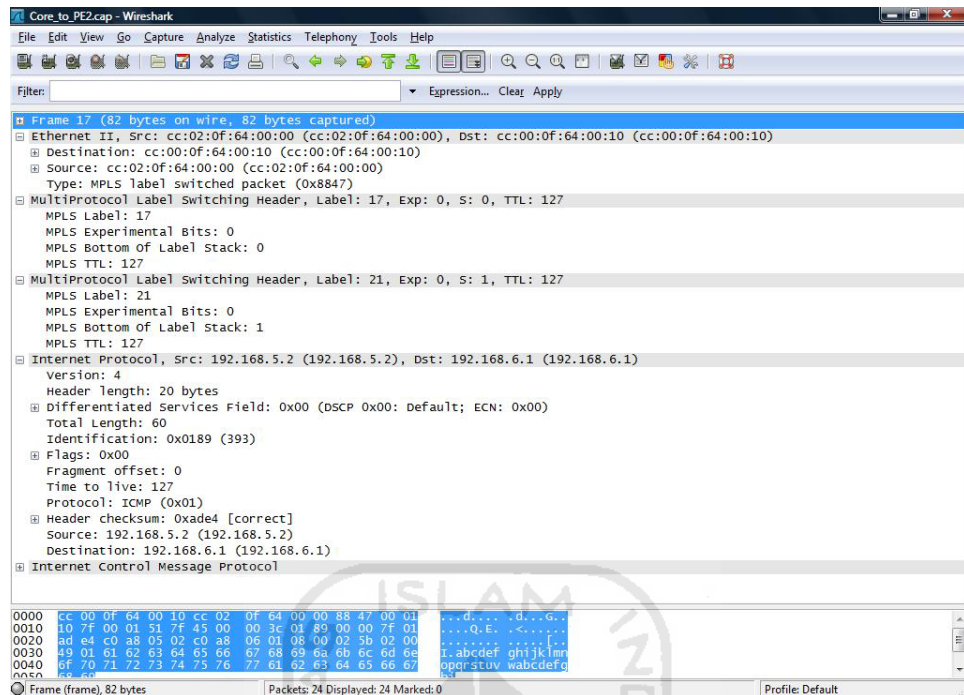 Core_to_PE2.cap - Wireshark
File Edit View Go Capture Analyze Statistics Telephony Tools Help
Filter: Expression... Clear Apply
Frame 17 (82 bytes on wire, 82 bytes captured)
Ethernet II, Src: cc:02:0f:64:00:00 (cc:02:0f:64:00:00), Dst: cc:00:0f:64:00:10 (cc:00:0f:64:00:10)
Destination: cc:00:0f:64:00:10 (cc:00:0f:64:00:10)
Source: cc:02:0f:64:00:00 (cc:02:0f:64:00:00)
Type: MPLS label switched packet (0x8847)
MultiProtocol Label Switching Header, Label: 17, Exp: 0, S: 0, TTL: 127
MPLS Label: 17
MPLS Experimental Bits: 0
MPLS Bottom Of Label Stack: 0
MPLS TTL: 127
MultiProtocol Label Switching Header, Label: 21, Exp: 0, S: 1, TTL: 127
MPLS Label: 21
MPLS Experimental Bits: 0
MPLS Bottom Of Label Stack: 1
MPLS TTL: 127
Internet Protocol, Src: 192.168.5.2 (192.168.5.2), Dst: 192.168.6.1 (192.168.6.1)
Version: 4
Header length: 20 bytes
Differentiated Services Field: 0x00 (DSCP 0x00: Default; ECN: 0x00)
Total Length: 60
Identification: 0x0189 (393)
Flags: 0x00
Fragment offset: 0
Time to live: 127
Protocol: ICMP (0x01)
Header checksum: 0xade4 [correct]
Source: 192.168.5.2 (192.168.5.2)
Destination: 192.168.6.1 (192.168.6.1)
Internet Control Message Protocol
ISLAM
0000 cc 00 0f 64 00 10 cc 02 0f 64 00 00 88 47 00 01 ...d.... .d...G..
0010 10 7f 00 01 51 7f 45 00 00 3c 01 89 00 00 7f 01 ....Q.E. .<......
0020 ad e4 c0 a8 05 02 c0 a8 06 01 08 00 02 5b 02 00 ........ .....[..
0030 49 01 61 62 63 64 65 66 67 68 69 6a 6b 6c 6d 6e I.abcdef ghijklmn
0040 6f 70 71 72 73 74 75 76 77 61 62 63 64 65 66 67 opqrstuv wabcdefg
0050 68 69 hi
Frame (frame), 82 bytes Packets: 24 Displayed: 24 Marked: 0 Profile: Default